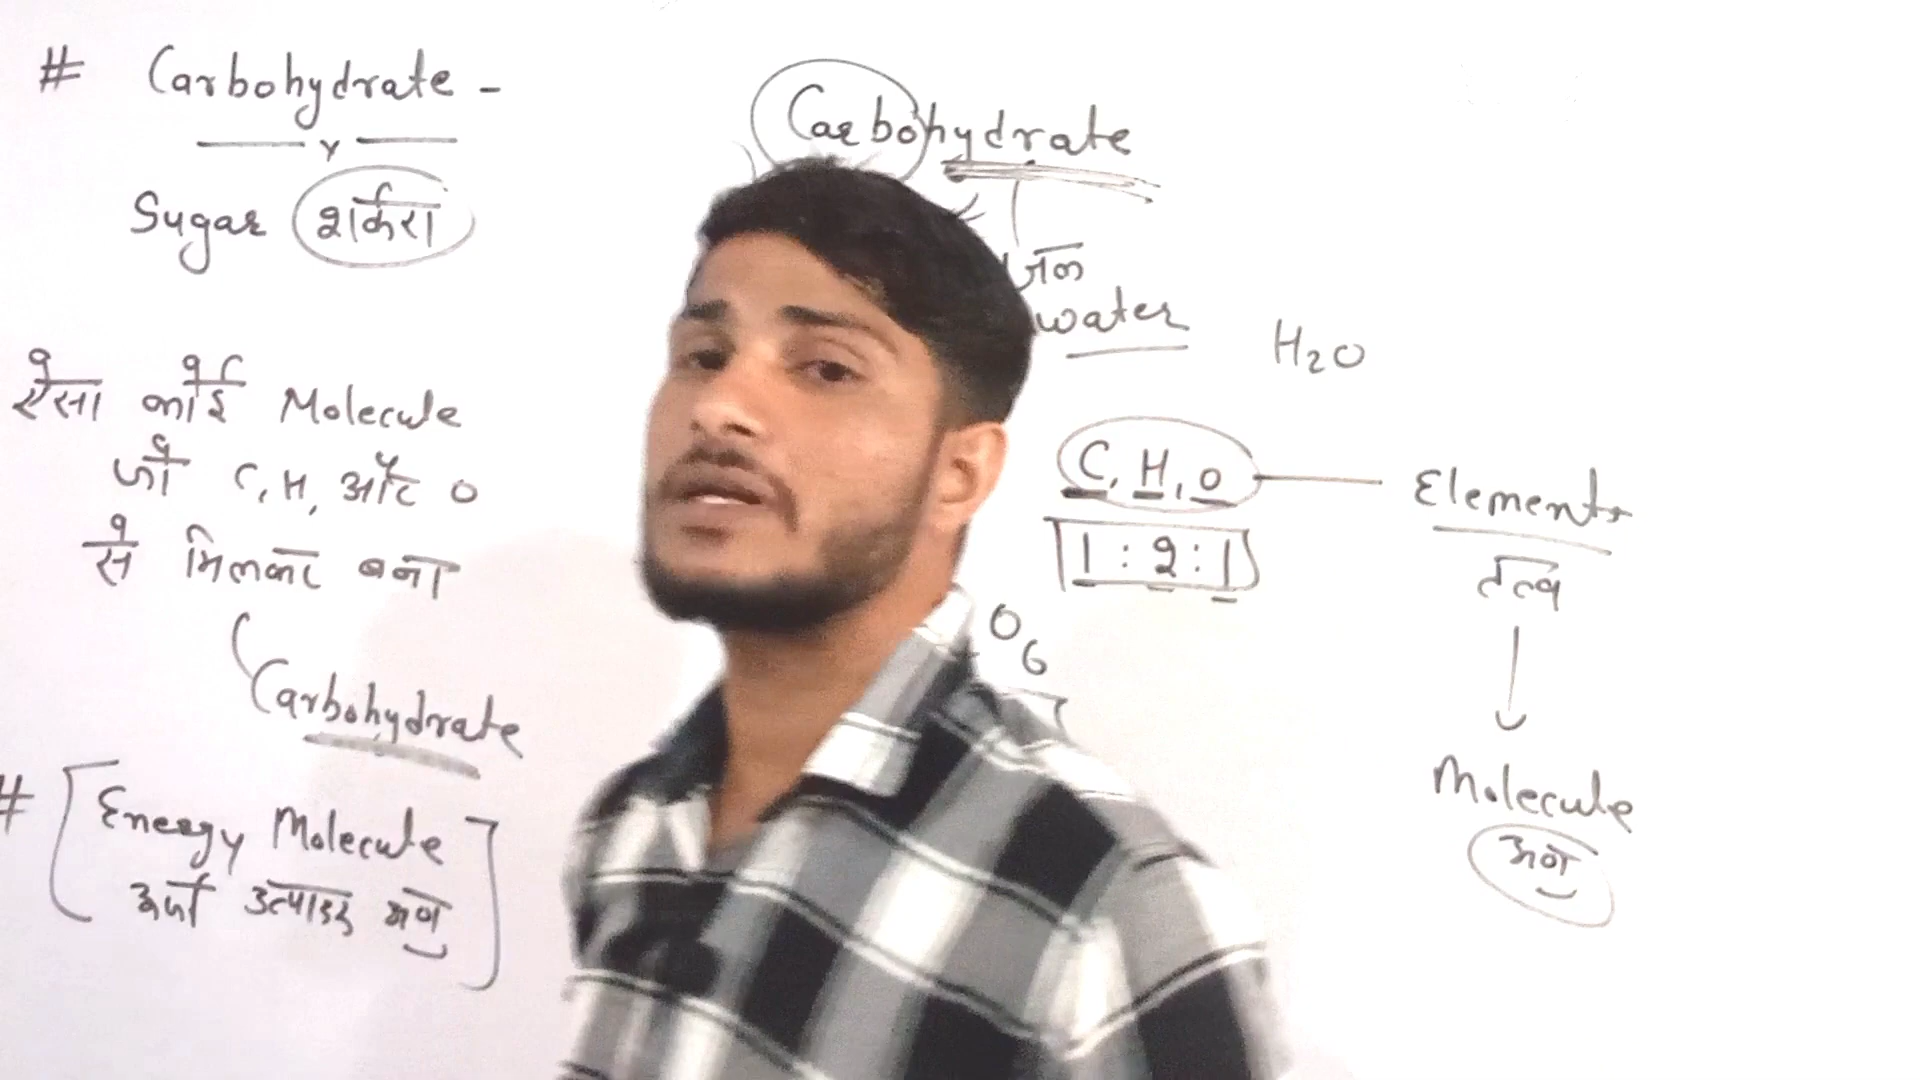 # Carbohydrate -
Sugar शर्करा
ऐसा कोई Molecule
जो C, H, और O
से मिलकर बना
Carbohydrate
# [Energy Molecule
ऊर्जा उत्पादक अणु]
Carbohydrate
जल
water H2O
C, H, O — Elements
1 : 2 : 1
तत्व
O6
Molecule
अणु